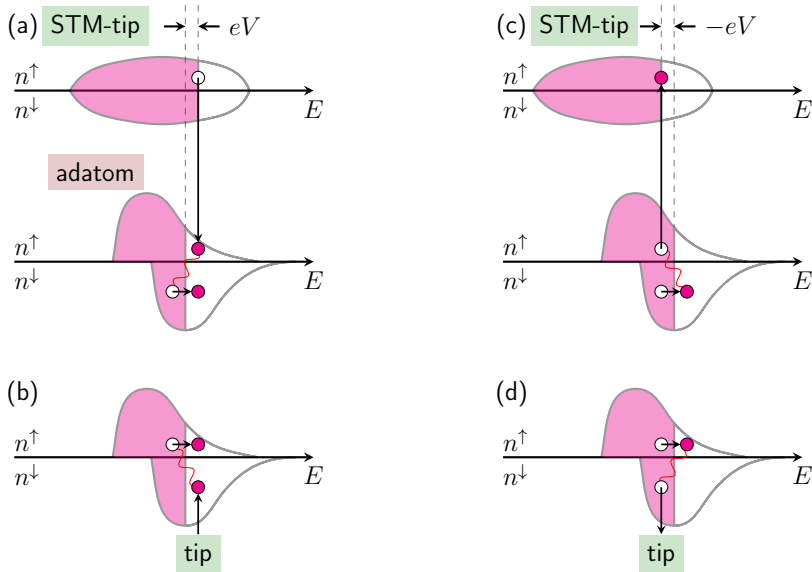 (a) STM-tip eV
n↑
n↓ E
adatom
n↑
n↓ E
(b)
n↑
n↓ E
tip
(c) STM-tip −eV
n↑
n↓ E
n↑
n↓ E
(d)
n↑
n↓ E
tip